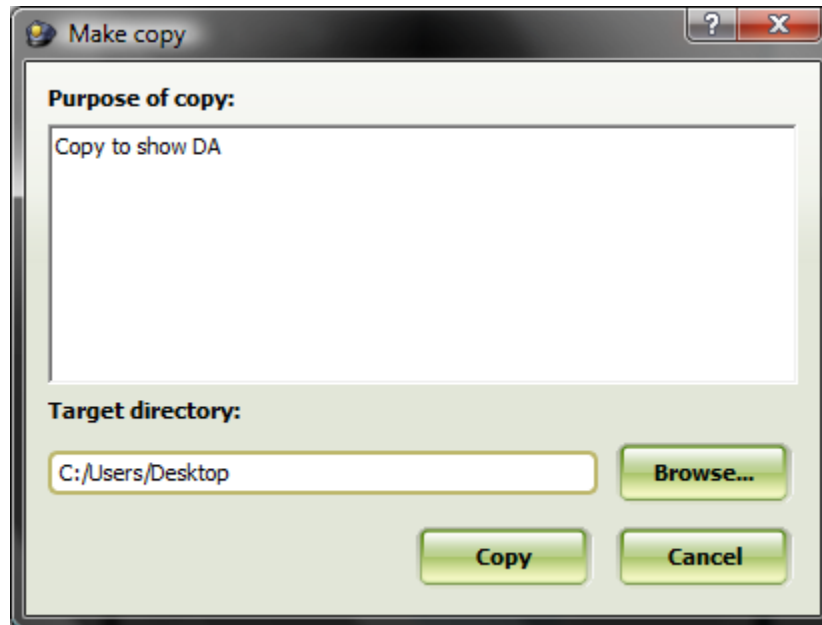 Make copy
?
X
Purpose of copy:
Copy to show DA
Target directory:
C:/Users/Desktop
Browse...
Copy
Cancel